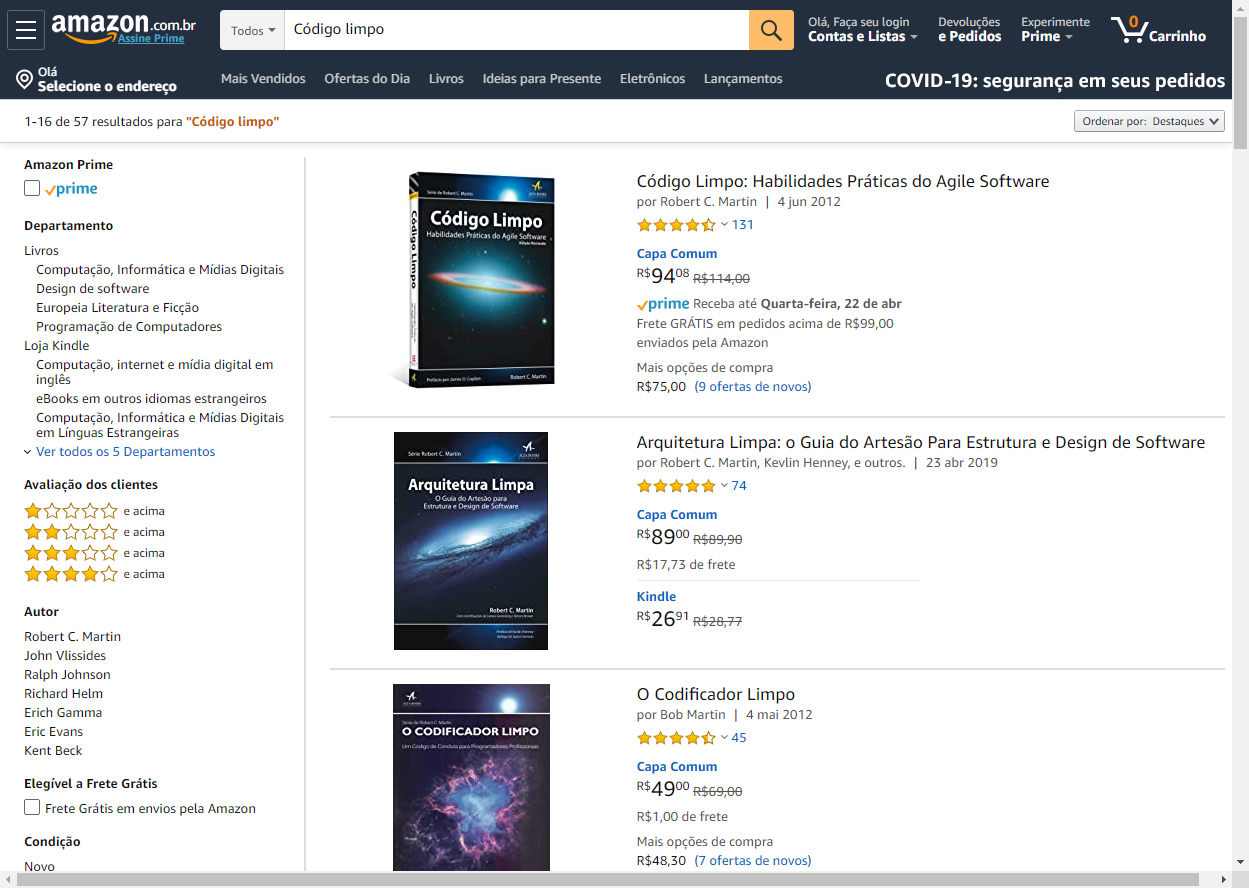 amazon.com.br
Assine Prime
Todos
Código limpo
Olá, Faça seu login
Contas e Listas
Devoluções
e Pedidos
Experimente
Prime
0
Carrinho
Olá
Selecione o endereço
Mais Vendidos
Ofertas do Dia
Livros
Ideias para Presente
Eletrônicos
Lançamentos
COVID-19: segurança em seus pedidos
1-16 de 57 resultados para "Código limpo"
Ordenar por: Destaques
Amazon Prime
prime
Departamento
Livros
Computação, Informática e Mídias Digitais
Design de software
Europeia Literatura e Ficção
Programação de Computadores
Loja Kindle
Computação, internet e mídia digital em
inglês
eBooks em outros idiomas estrangeiros
Computação, Informática e Mídias Digitais
em Línguas Estrangeiras
Ver todos os 5 Departamentos
Avaliação dos clientes
e acima
e acima
e acima
e acima
Autor
Robert C. Martin
John Vlissides
Ralph Johnson
Richard Helm
Erich Gamma
Eric Evans
Kent Beck
Elegível a Frete Grátis
Frete Grátis em envios pela Amazon
Condição
Novo
Série de Robert C. Martin
Código Limpo
Habilidades Práticas do Agile Software
Edição Revisada
Código Limpo
Robert C. Martin
Código Limpo: Habilidades Práticas do Agile Software
por Robert C. Martin | 4 jun 2012
131
Capa Comum
R$9408 R$114,00
prime Receba até Quarta-feira, 22 de abr
Frete GRÁTIS em pedidos acima de R$99,00
enviados pela Amazon
Mais opções de compra
R$75,00 (9 ofertas de novos)
Série Robert C. Martin
Arquitetura Limpa
O Guia do Artesão para
Estrutura e Design de Software
Robert C. Martin
Arquitetura Limpa: o Guia do Artesão Para Estrutura e Design de Software
por Robert C. Martin, Kevlin Henney, e outros. | 23 abr 2019
74
Capa Comum
R$8900 R$89,90
R$17,73 de frete
Kindle
R$2691 R$28,77
Série de Robert C. Martin
O CODIFICADOR LIMPO
Um Código de Conduta para Programadores Profissionais
O Codificador Limpo
por Bob Martin | 4 mai 2012
45
Capa Comum
R$4900 R$69,00
R$1,00 de frete
Mais opções de compra
R$48,30 (7 ofertas de novos)